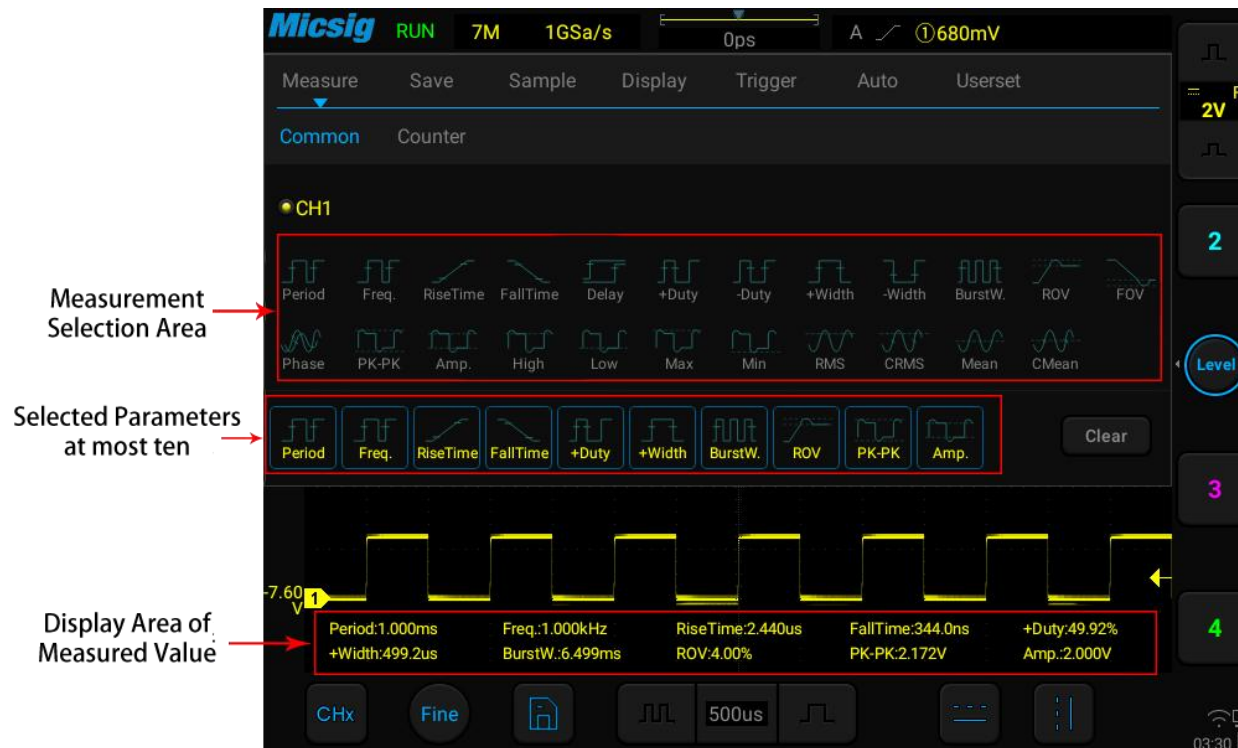 Micsig RUN 7M 1GSa/s 0ps A ①680mV
Measure Save Sample Display Trigger Auto Userset
2V
Common Counter
CH1
2
Period Freq. RiseTime FallTime Delay +Duty -Duty +Width -Width BurstW. ROV FOV
Measurement
Selection Area
Phase PK-PK Amp. High Low Max Min RMS CRMS Mean CMean
Level
Selected Parameters
at most ten
Period Freq. RiseTime FallTime +Duty +Width BurstW. ROV PK-PK Amp.
Clear
3
-7.60
V
1
Display Area of
Measured Value
Period:1.000ms Freq.:1.000kHz RiseTime:2.440us FallTime:344.0ns +Duty:49.92%
+Width:499.2us BurstW.:6.499ms ROV:4.00% PK-PK:2.172V Amp.:2.000V
4
CHx Fine 500us
03:30